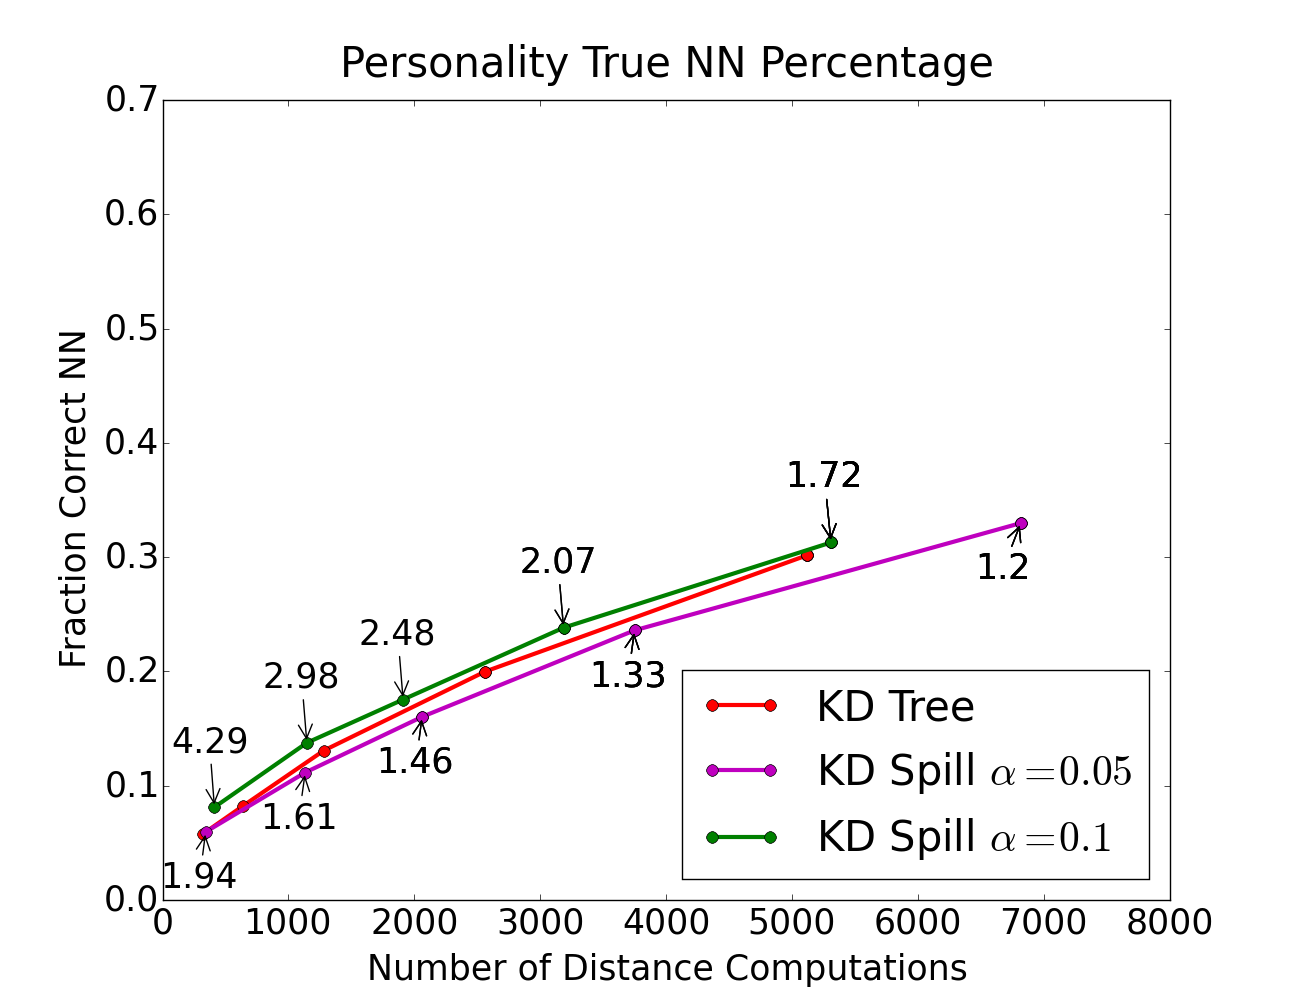 Personality True NN Percentage
0.7
0.6
0.5
0.4
0.3
0.2
0.1
0.0
Fraction Correct NN
4.29
2.98
2.48
2.07
1.72
1.94
1.61
1.46
1.33
1.2
KD Tree
KD Spill α=0.05
KD Spill α=0.1
0 1000 2000 3000 4000 5000 6000 7000 8000
Number of Distance Computations